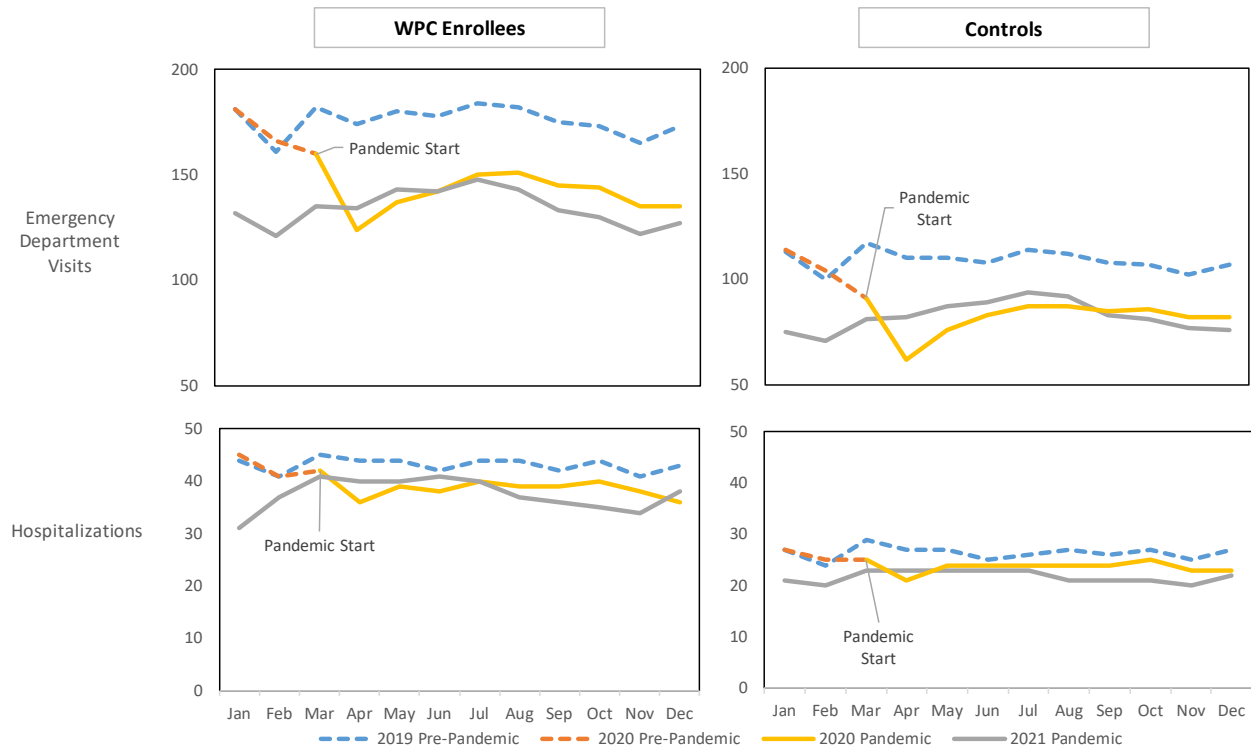 WPC Enrollees
Controls
Emergency
Department
Visits
200
150
100
50
Pandemic Start
200
150
100
50
Pandemic
Start
Hospitalizations
50
40
30
20
10
0
Pandemic Start
Jan Feb Mar Apr May Jun Jul Aug Sep Oct Nov Dec
50
40
30
20
10
0
Pandemic
Start
Jan Feb Mar Apr May Jun Jul Aug Sep Oct Nov Dec
2019 Pre-Pandemic 2020 Pre-Pandemic 2020 Pandemic 2021 Pandemic